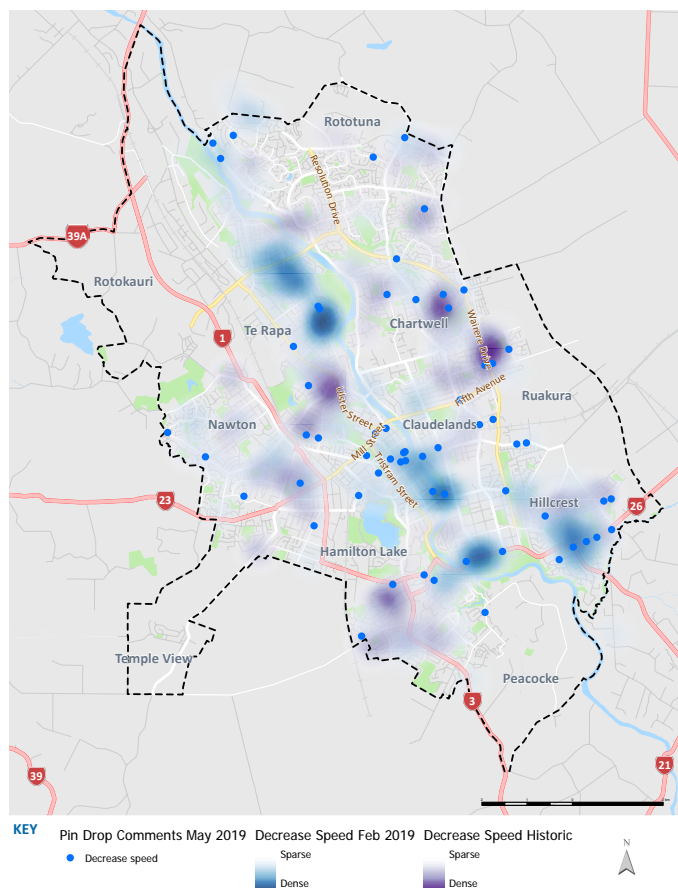 Rototuna
Resolution Drive
39A
Rotokauri
Te Rapa
1
Chartwell
Wairere Drive
Ulster Street
Fifth Avenue
Ruakura
Nawton
Mill Street
Claudelands
Tristram Street
23
Hillcrest
26
Hamilton Lake
Temple View
Peacocke
3
39
21
KEY
Pin Drop Comments May 2019 Decrease Speed Feb 2019 Decrease Speed Historic
Decrease speed
Sparse
Sparse
Dense
Dense
N